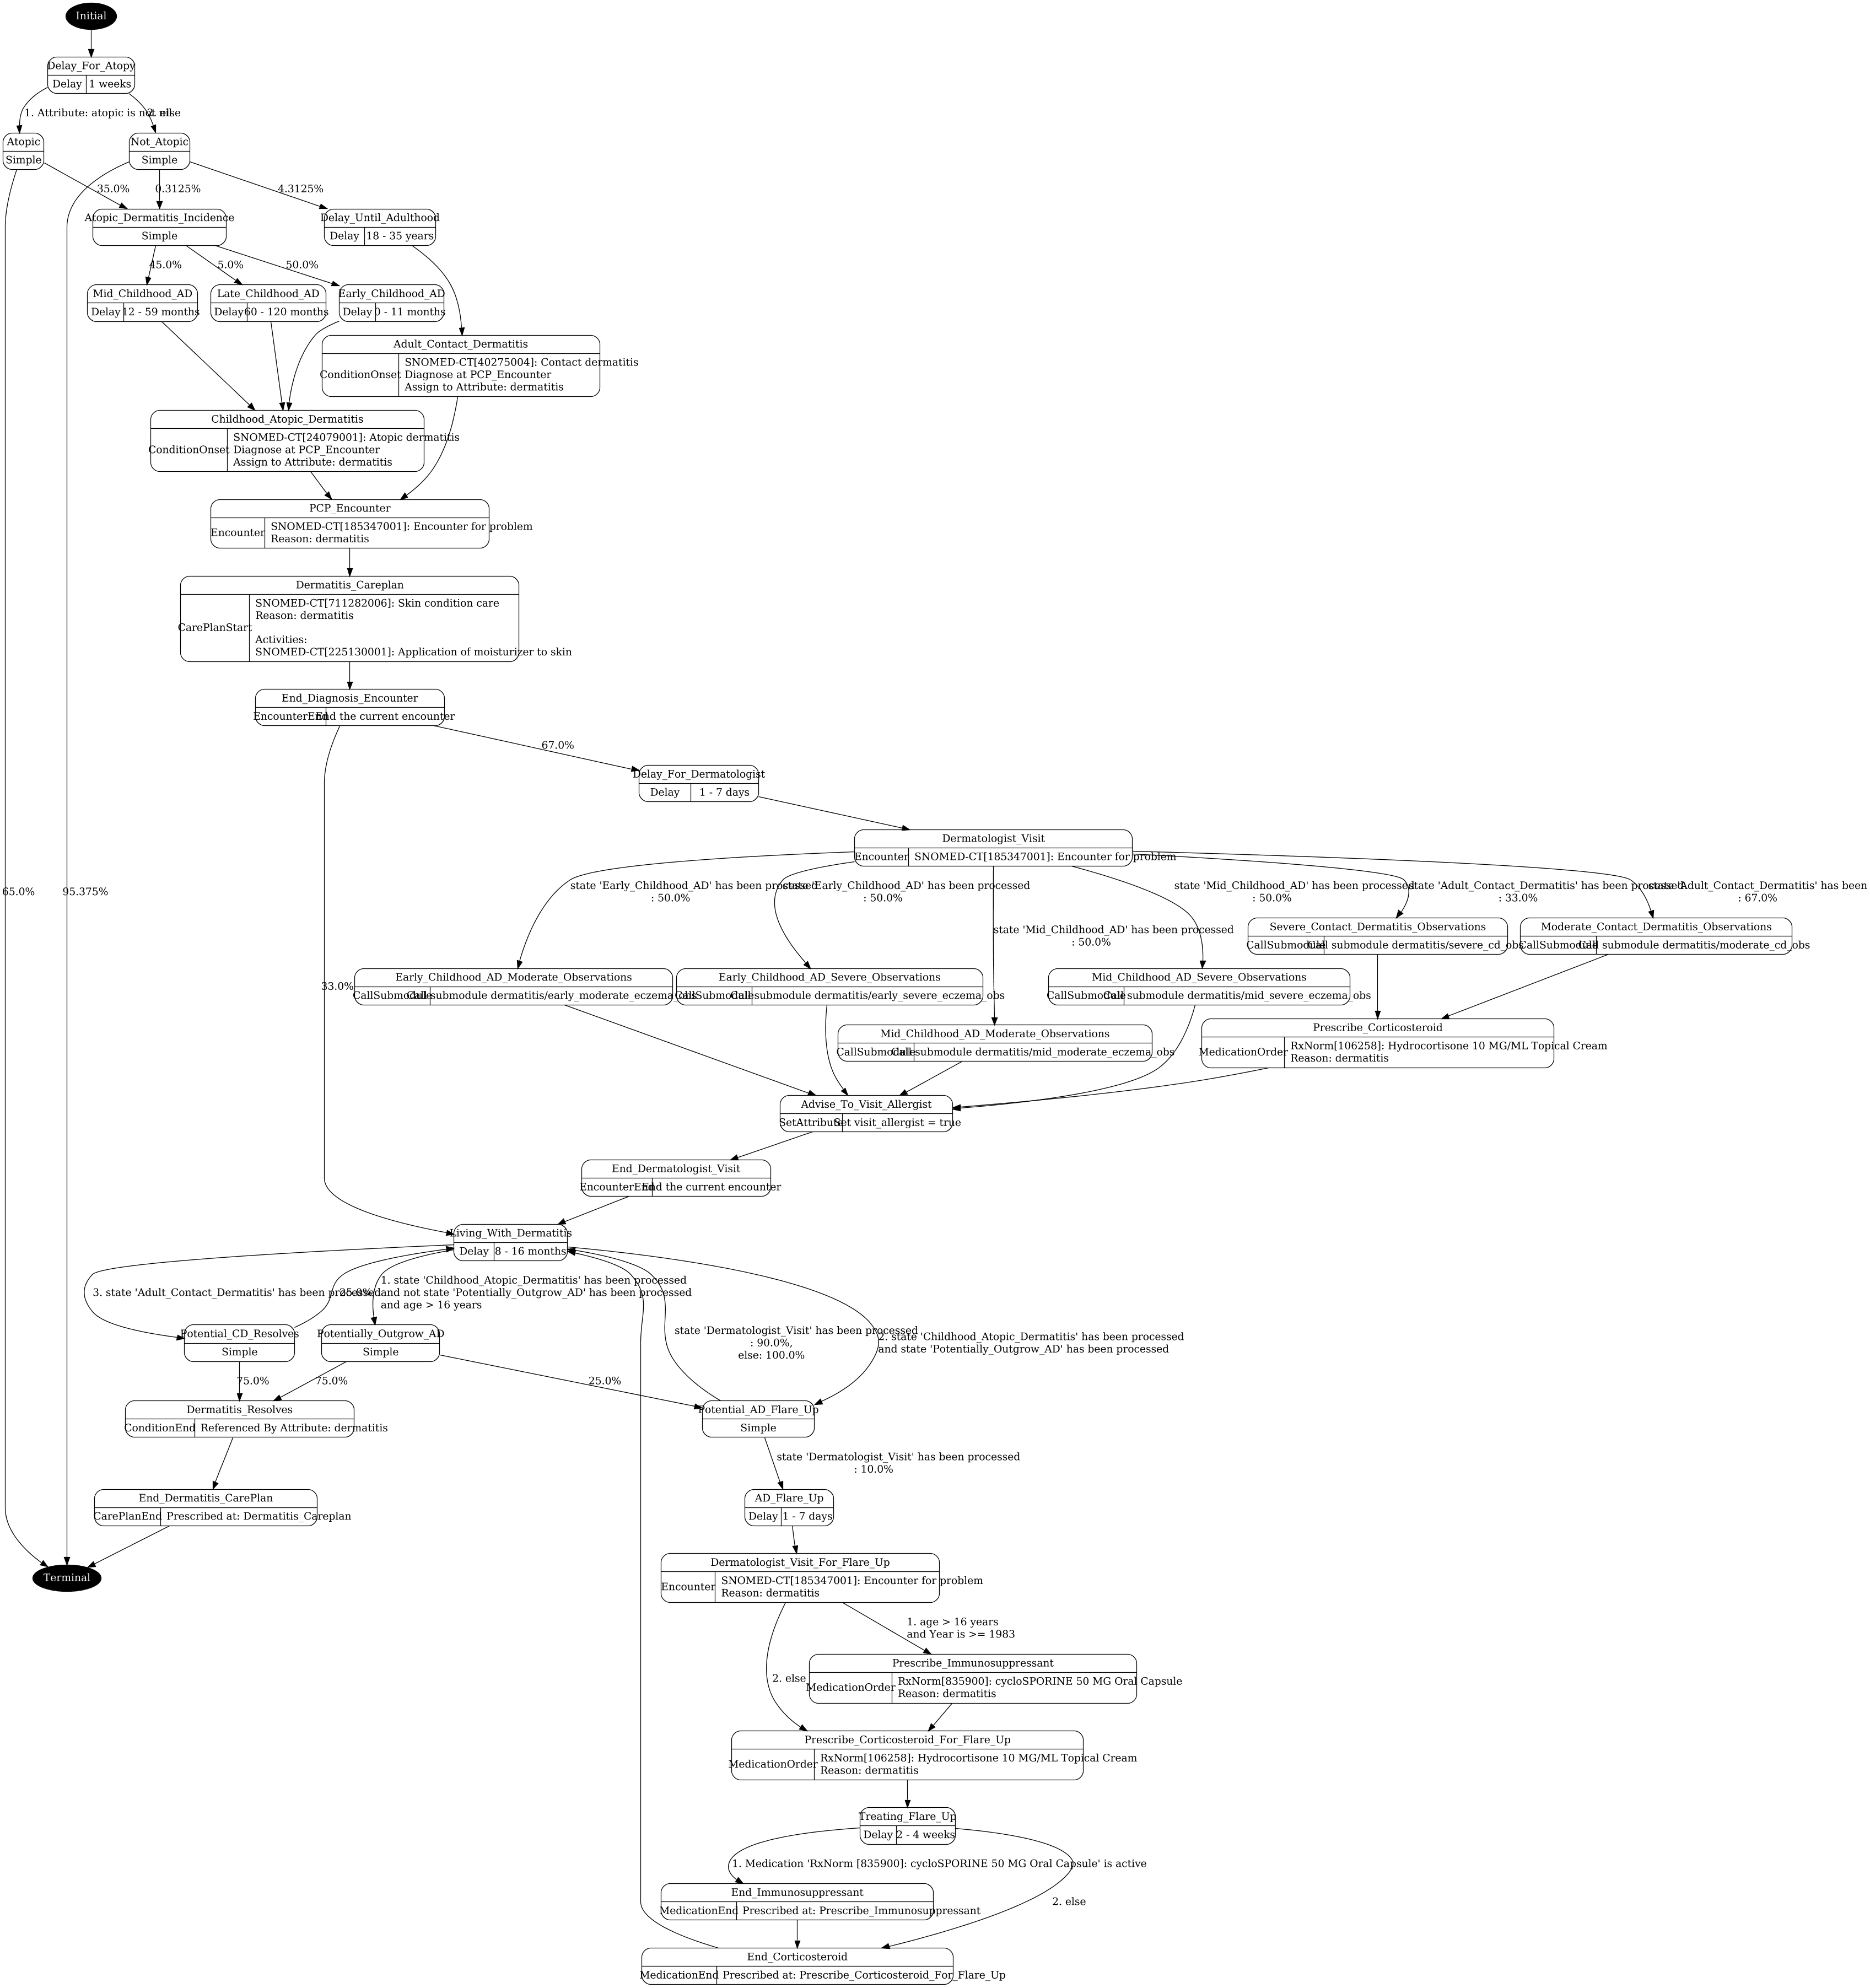 Initial
Delay_For_Atopy
Delay
1 weeks
1. Attribute: atopic is not nil
2. else
Atopic
Simple
Not_Atopic
Simple
35.0%
0.3125%
4.3125%
Atopic_Dermatitis_Incidence
Simple
Delay_Until_Adulthood
Delay
18 - 35 years
45.0%
5.0%
50.0%
Mid_Childhood_AD
Delay
12 - 59 months
Late_Childhood_AD
Delay
60 - 120 months
Early_Childhood_AD
Delay
0 - 11 months
Adult_Contact_Dermatitis
ConditionOnset
SNOMED-CT[40275004]: Contact dermatitis
Diagnose at PCP_Encounter
Assign to Attribute: dermatitis
Childhood_Atopic_Dermatitis
ConditionOnset
SNOMED-CT[24079001]: Atopic dermatitis
Diagnose at PCP_Encounter
Assign to Attribute: dermatitis
PCP_Encounter
Encounter
SNOMED-CT[185347001]: Encounter for problem
Reason: dermatitis
Dermatitis_Careplan
CarePlanStart
SNOMED-CT[711282006]: Skin condition care
Reason: dermatitis
Activities:
SNOMED-CT[225130001]: Application of moisturizer to skin
End_Diagnosis_Encounter
EncounterEnd
End the current encounter
67.0%
Delay_For_Dermatologist
Delay
1 - 7 days
Dermatologist_Visit
Encounter
SNOMED-CT[185347001]: Encounter for problem
65.0%
95.375%
state 'Early_Childhood_AD' has been processed
: 50.0%
state 'Early_Childhood_AD' has been processed
: 50.0%
state 'Mid_Childhood_AD' has been processed
: 50.0%
state 'Adult_Contact_Dermatitis' has been processed
: 33.0%
state 'Adult_Contact_Dermatitis' has been
: 67.0%
state 'Mid_Childhood_AD' has been processed
: 50.0%
Severe_Contact_Dermatitis_Observations
CallSubmodule
Call submodule dermatitis/severe_cd_obs
Moderate_Contact_Dermatitis_Observations
CallSubmodule
Call submodule dermatitis/moderate_cd_obs
33.0%
Early_Childhood_AD_Moderate_Observations
CallSubmodule
Call submodule dermatitis/early_moderate_eczema_obs
Early_Childhood_AD_Severe_Observations
CallSubmodule
Call submodule dermatitis/early_severe_eczema_obs
Mid_Childhood_AD_Severe_Observations
CallSubmodule
Call submodule dermatitis/mid_severe_eczema_obs
Mid_Childhood_AD_Moderate_Observations
CallSubmodule
Call submodule dermatitis/mid_moderate_eczema_obs
Prescribe_Corticosteroid
MedicationOrder
RxNorm[106258]: Hydrocortisone 10 MG/ML Topical Cream
Reason: dermatitis
Advise_To_Visit_Allergist
SetAttribute
Set visit_allergist = true
End_Dermatologist_Visit
EncounterEnd
End the current encounter
Living_With_Dermatitis
Delay
8 - 16 months
3. state 'Adult_Contact_Dermatitis' has been processed
25.0%
1. state 'Childhood_Atopic_Dermatitis' has been processed
and not state 'Potentially_Outgrow_AD' has been processed
and age > 16 years
Potential_CD_Resolves
Simple
Potentially_Outgrow_AD
Simple
state 'Dermatologist_Visit' has been processed
: 90.0%,
else: 100.0%
2. state 'Childhood_Atopic_Dermatitis' has been processed
and state 'Potentially_Outgrow_AD' has been processed
75.0%
75.0%
25.0%
Dermatitis_Resolves
ConditionEnd
Referenced By Attribute: dermatitis
Potential_AD_Flare_Up
Simple
state 'Dermatologist_Visit' has been processed
: 10.0%
End_Dermatitis_CarePlan
CarePlanEnd
Prescribed at: Dermatitis_Careplan
AD_Flare_Up
Delay
1 - 7 days
Terminal
Dermatologist_Visit_For_Flare_Up
Encounter
SNOMED-CT[185347001]: Encounter for problem
Reason: dermatitis
1. age > 16 years
and Year is >= 1983
2. else
Prescribe_Immunosuppressant
MedicationOrder
RxNorm[835900]: cycloSPORINE 50 MG Oral Capsule
Reason: dermatitis
Prescribe_Corticosteroid_For_Flare_Up
MedicationOrder
RxNorm[106258]: Hydrocortisone 10 MG/ML Topical Cream
Reason: dermatitis
Treating_Flare_Up
Delay
2 - 4 weeks
1. Medication 'RxNorm [835900]: cycloSPORINE 50 MG Oral Capsule' is active
2. else
End_Immunosuppressant
MedicationEnd
Prescribed at: Prescribe_Immunosuppressant
End_Corticosteroid
MedicationEnd
Prescribed at: Prescribe_Corticosteroid_For_Flare_Up